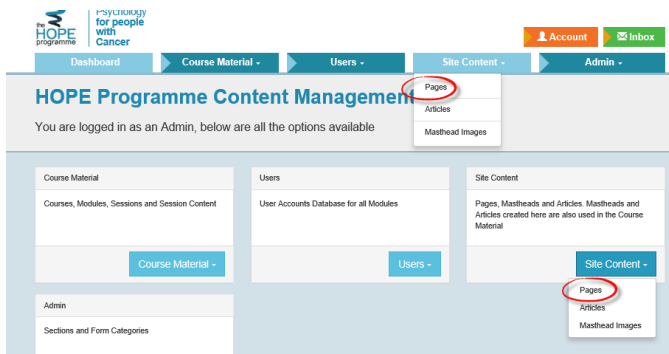 the
HOPE
programme
Psychology
for people
with
Cancer
Account
Inbox
Dashboard
Course Material
Users
Site Content
Admin
Pages
Articles
Masthead Images
HOPE Programme Content Management
You are logged in as an Admin, below are all the options available
Course Material
Courses, Modules, Sessions and Session Content
Course Material
Users
User Accounts Database for all Modules
Users
Site Content
Pages, Mastheads and Articles. Mastheads and
Articles created here are also used in the Course
Material
Site Content
Pages
Articles
Masthead Images
Admin
Sections and Form Categories